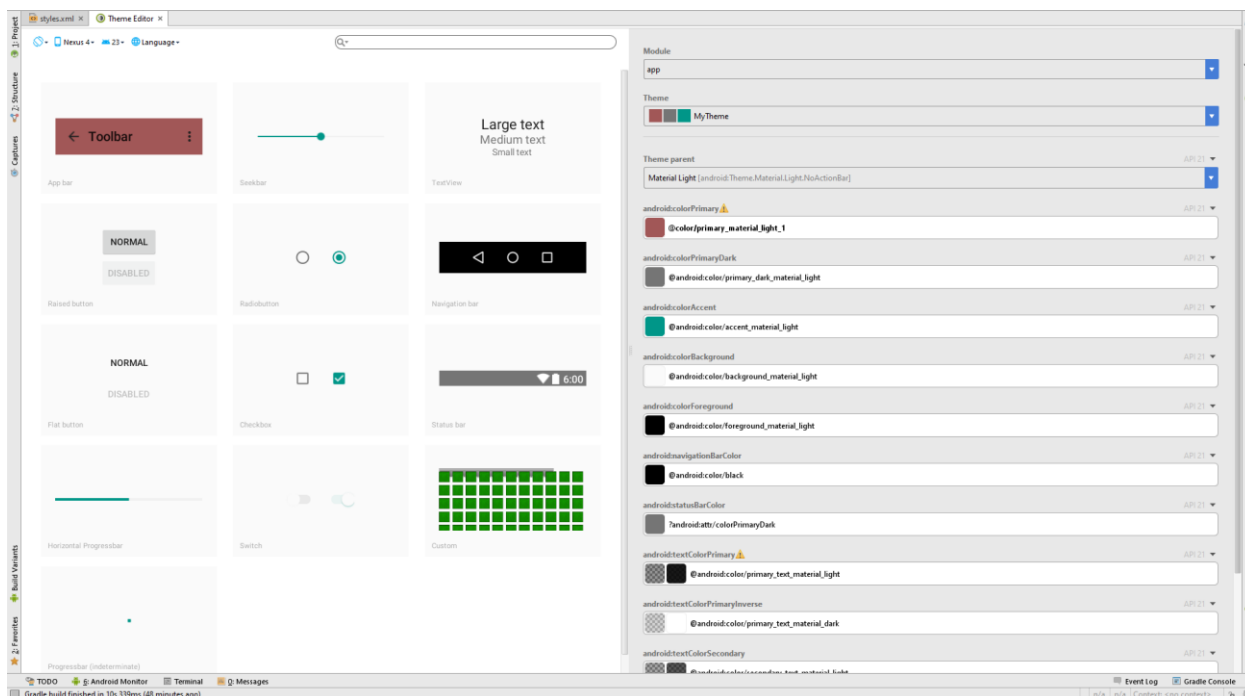 styles.xml ×
Theme Editor ×
Nexus 4
23
Language
1: Project
2: Structure
Captures
Build Variants
2: Favorites
Toolbar
App bar
Seekbar
Large text
Medium text
Small text
TextView
NORMAL
DISABLED
Raised button
Radiobutton
Navigation bar
NORMAL
DISABLED
Flat button
Checkbox
6:00
Status bar
Horizontal Progressbar
Switch
Custom
Progressbar (indeterminate)
Module
app
Theme
MyTheme
Theme parent API 21
Material Light [android:Theme.Material.Light.NoActionBar]
android:colorPrimary API 21
@color/primary_material_light_1
android:colorPrimaryDark API 21
@android:color/primary_dark_material_light
android:colorAccent API 21
@android:color/accent_material_light
android:colorBackground API 21
@android:color/background_material_light
android:colorForeground API 21
@android:color/foreground_material_light
android:navigationBarColor API 21
@android:color/black
android:statusBarColor API 21
?android:attr/colorPrimaryDark
android:textColorPrimary API 21
@android:color/primary_text_material_light
android:textColorPrimaryInverse API 21
@android:color/primary_text_material_dark
android:textColorSecondary API 21
@android:color/secondary_text_material_light
TODO 6: Android Monitor Terminal 0: Messages Event Log Gradle Console
Gradle build finished in 10s 339ms (48 minutes ago) n/a n/a Context: <no context>